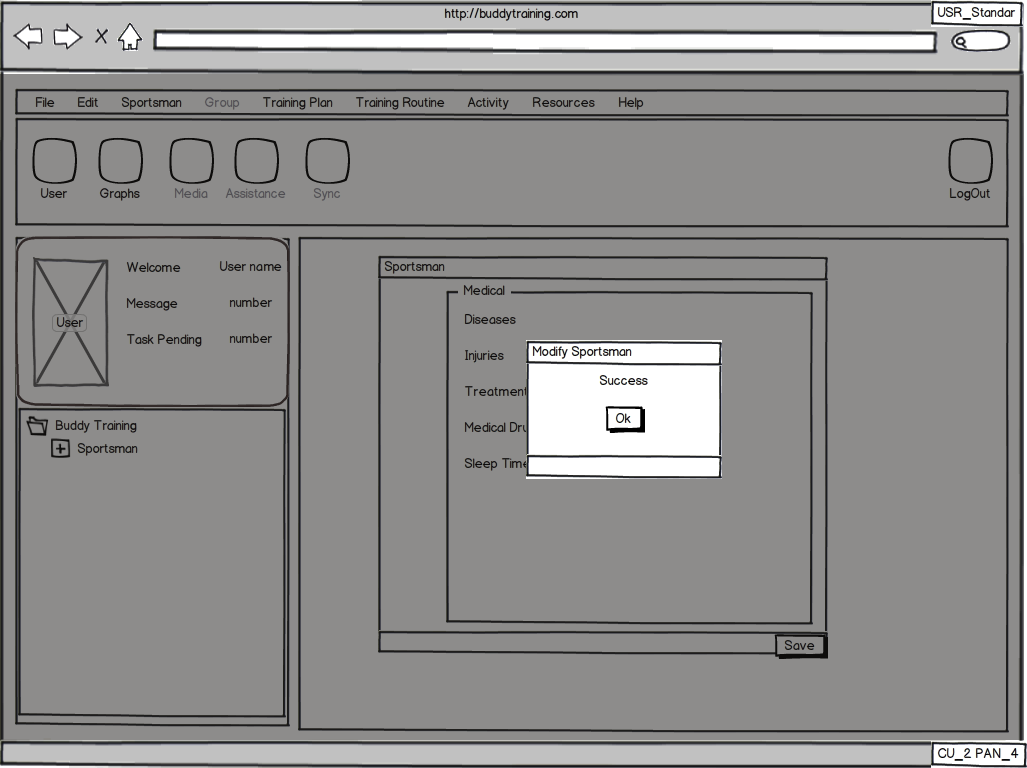 http://buddytraining.com
USR_Standar
File Edit Sportsman Group Training Plan Training Routine Activity Resources Help
User Graphs Media Assistance Sync LogOut
Welcome User name
Message number
User
Task Pending number
Buddy Training
Sportsman
Sportsman
Medical
Diseases
Injuries
Treatment
Medical Dru
Sleep Time
Modify Sportsman
Success
Ok
Save
CU_2 PAN_4